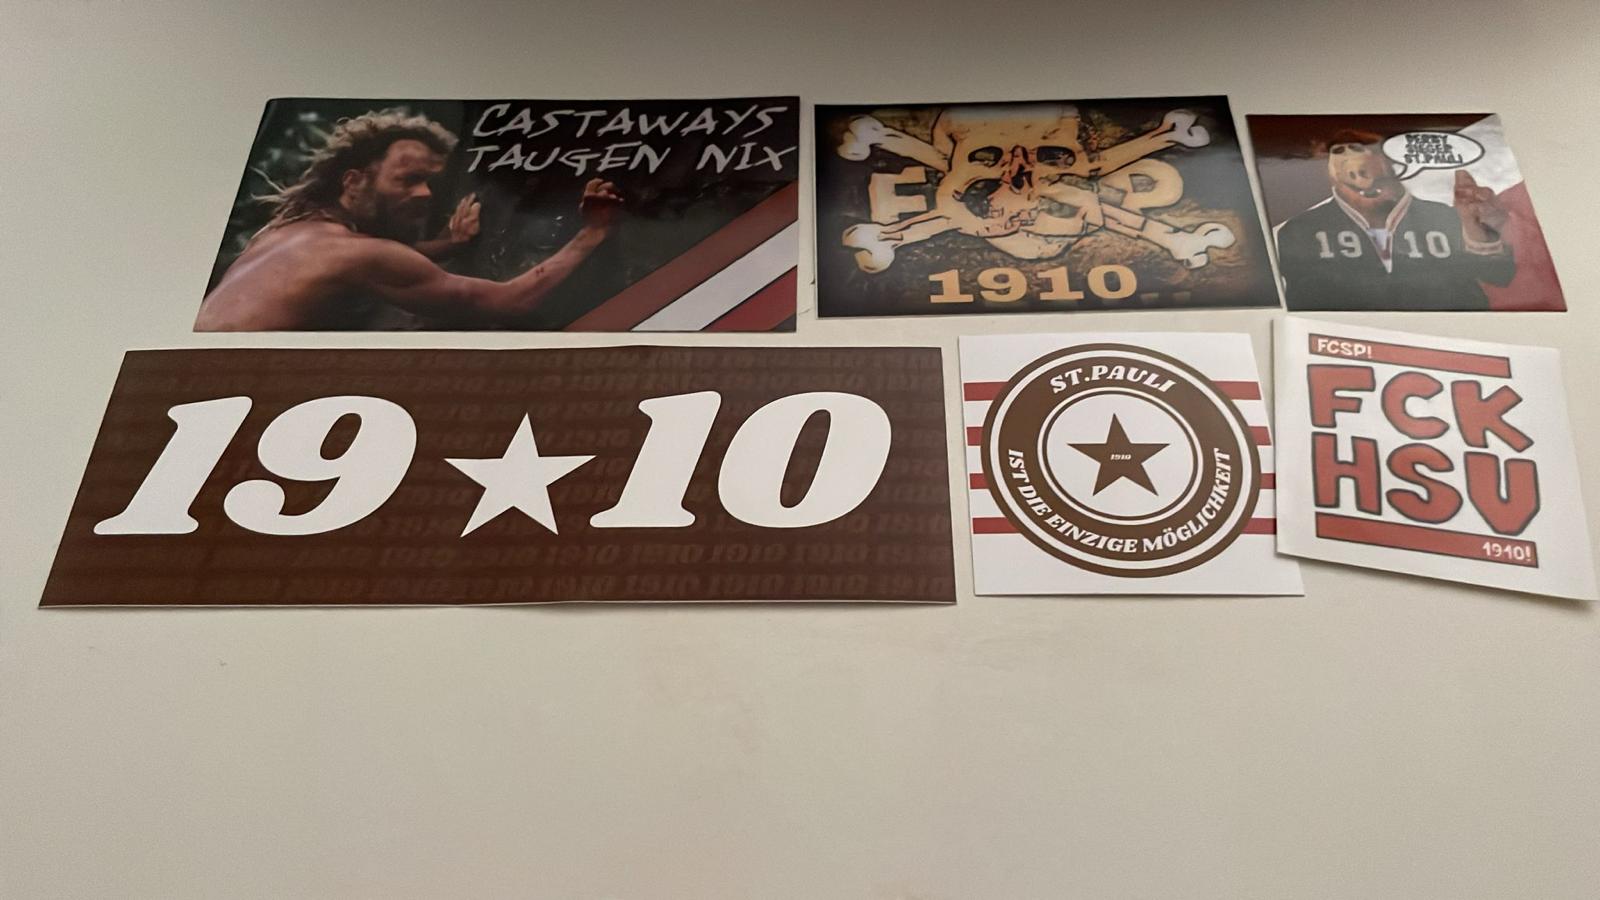 CASTAWAYS
TAUGEN NIX
FCSP
1910
DERBY
SIEGER
ST.PAULI
19 10
19★10
ST.PAULI
1910
IST DIE EINZIGE MÖGLICHKEIT
FCSP!
FCK
HSV
1910!